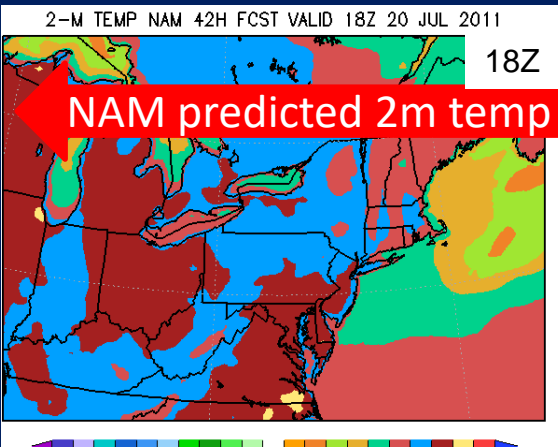 2-M TEMP NAM 42H FCST VALID 18Z 20 JUL 2011
18Z
NAM predicted 2m temp